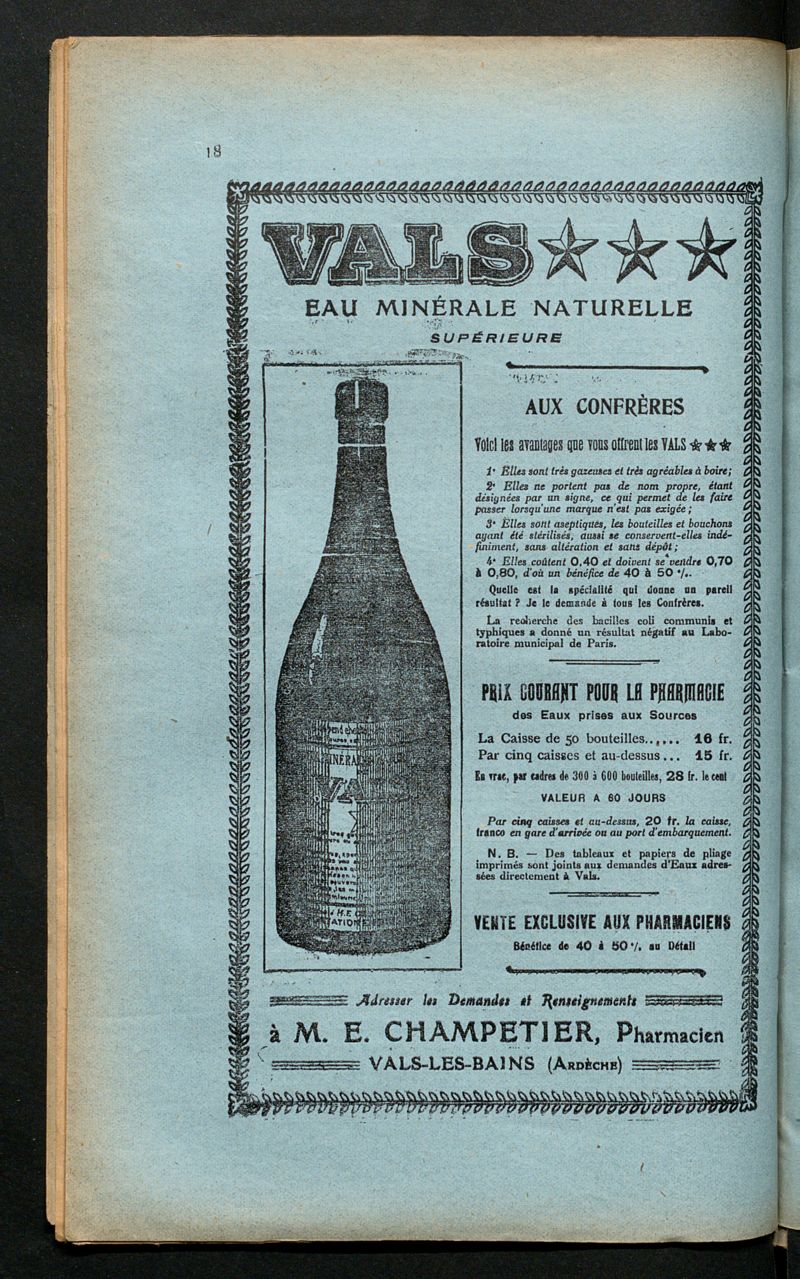 18
VALS ★★★
EAU MINÉRALE NATURELLE
SUPÉRIEURE
AUX CONFRÈRES
Voici les avantages que vous offrent les VALS ★★★
1° Elles sont très gazeuses et très agréables à boire;
2° Elles ne portent pas de nom propre, étant
désignées par un signe, ce qui permet de les faire
passer lorsqu'une marque n'est pas exigée;
3° Elles sont aseptiques, les bouteilles et bouchons
ayant été stérilisés, aussi se conservent-elles indé-
finiment, sans altération et sans dépôt;
4° Elles coûtent 0,40 et doivent se vendre 0,70
à 0,80, d'où un bénéfice de 40 à 50 %.
Quelle est la spécialité qui donne un pareil
résultat ? Je le demande à tous les Confrères.
La recherche des bacilles coli communis et
typhiques a donné un résultat négatif au Labo-
ratoire municipal de Paris.
PRIX COURANT POUR LA PHARMACIE
des Eaux prises aux Sources
La Caisse de 50 bouteilles...... 16 fr.
Par cinq caisses et au-dessus... 15 fr.
En vrac, par cadres de 300 à 600 bouteilles, 28 fr. le cent
VALEUR A 60 JOURS
Par cinq caisses et au-dessus, 20 fr. la caisse,
franco en gare d'arrivée ou au port d'embarquement.
N. B. — Des tableaux et papiers de pliage
imprimés sont joints aux demandes d'Eaux adres-
sées directement à Vals.
VENTE EXCLUSIVE AUX PHARMACIENS
Bénéfice de 40 à 50 % au Détail
Adresser les Demandes et Renseignements
à M. E. CHAMPETIER, Pharmacien
VALS-LES-BAINS (ARDÈCHE)